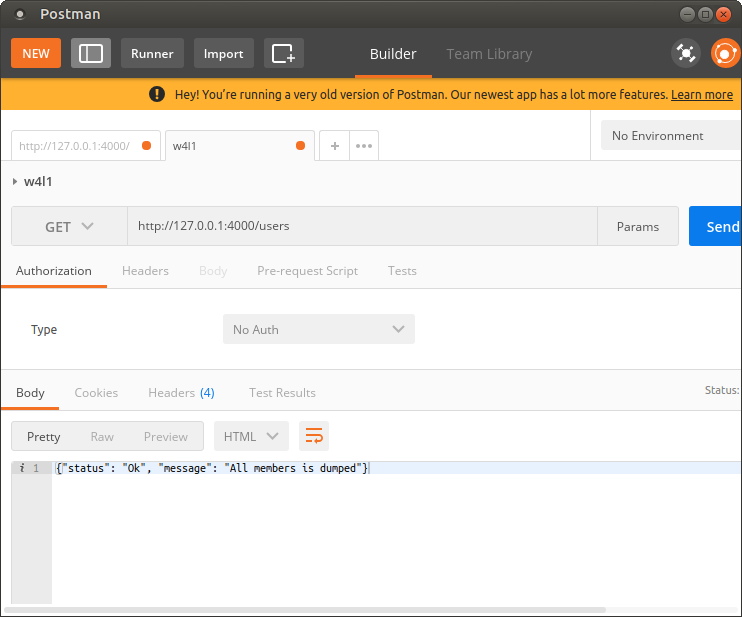 Postman
NEW Runner Import Builder Team Library
Hey! You're running a very old version of Postman. Our newest app has a lot more features. Learn more
http://127.0.0.1:4000/ w4l1 + ••• No Environment
w4l1
GET http://127.0.0.1:4000/users Params Send
Authorization Headers Body Pre-request Script Tests
Type No Auth
Body Cookies Headers (4) Test Results Status:
Pretty Raw Preview HTML
i 1 {"status": "Ok", "message": "All members is dumped"}